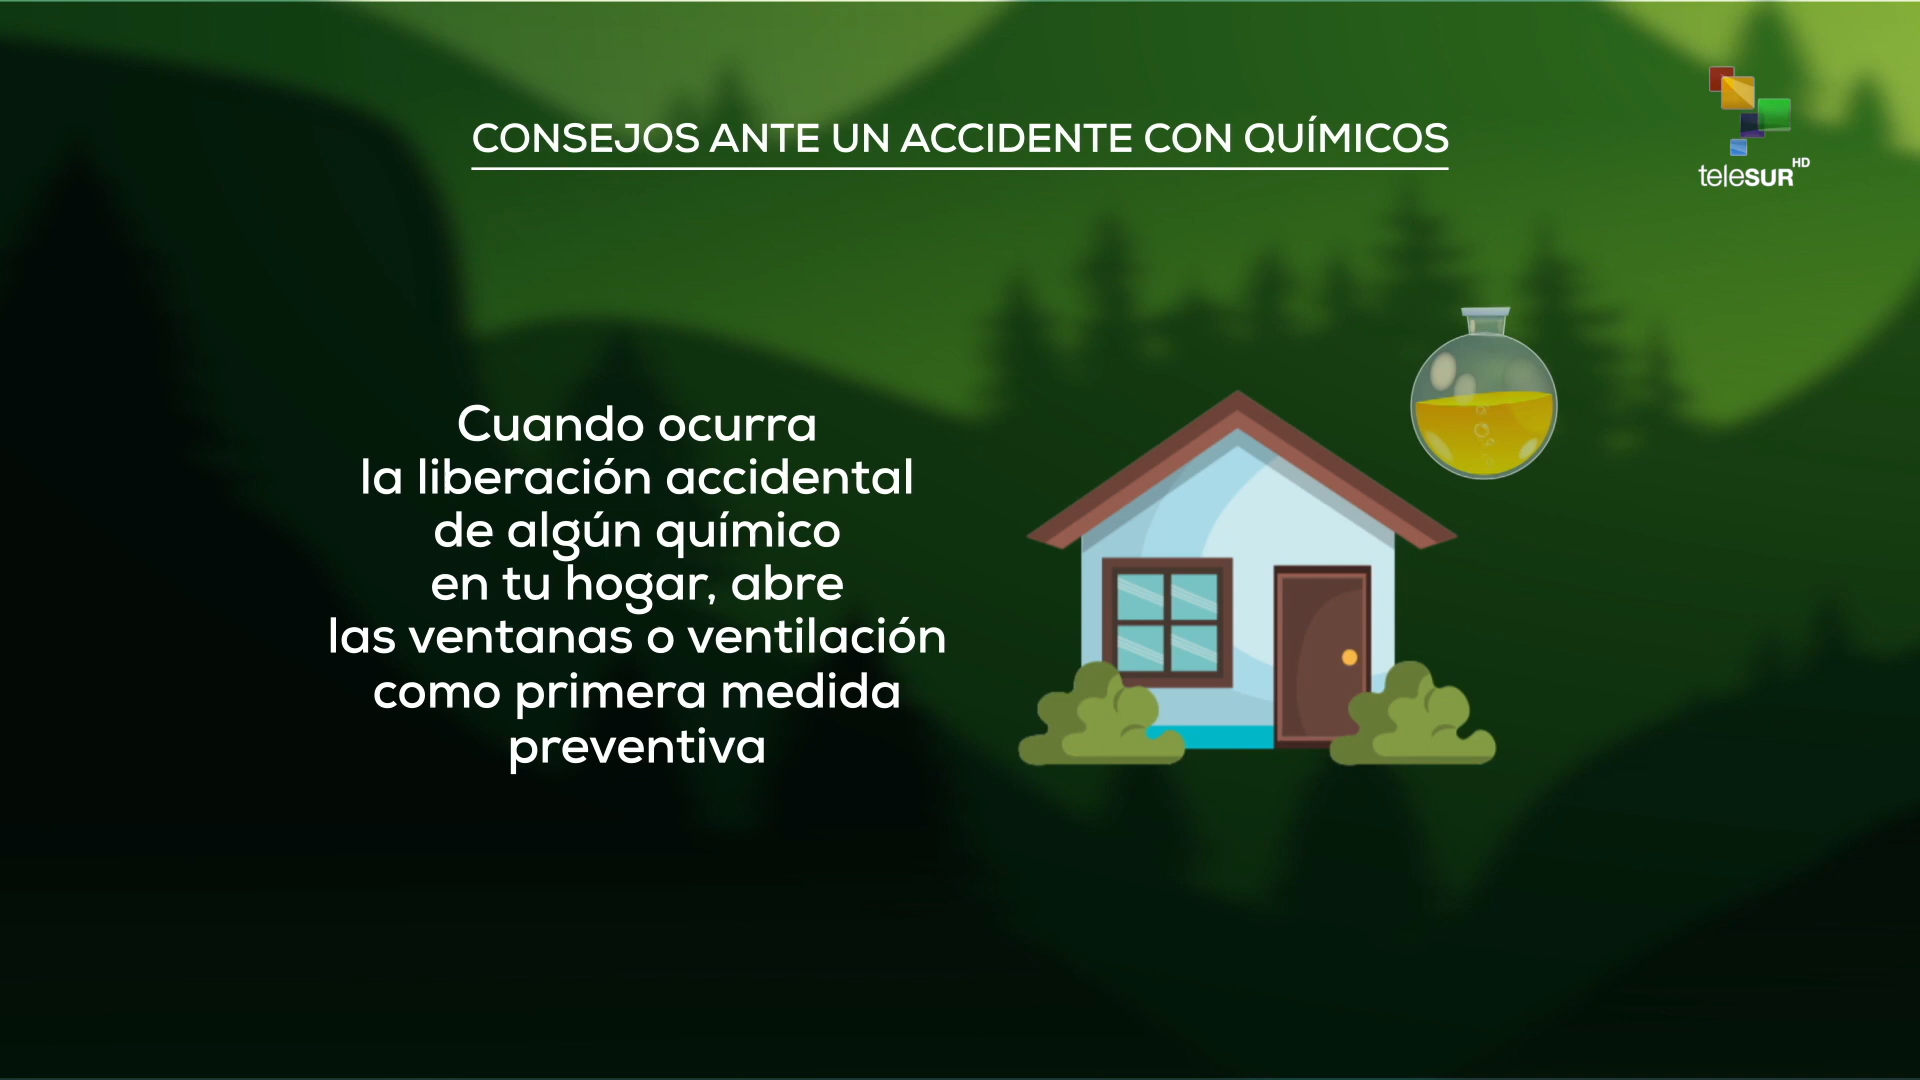 CONSEJOS ANTE UN ACCIDENTE CON QUÍMICOS
teleSUR HD
Cuando ocurra
la liberación accidental
de algún químico
en tu hogar, abre
las ventanas o ventilación
como primera medida
preventiva